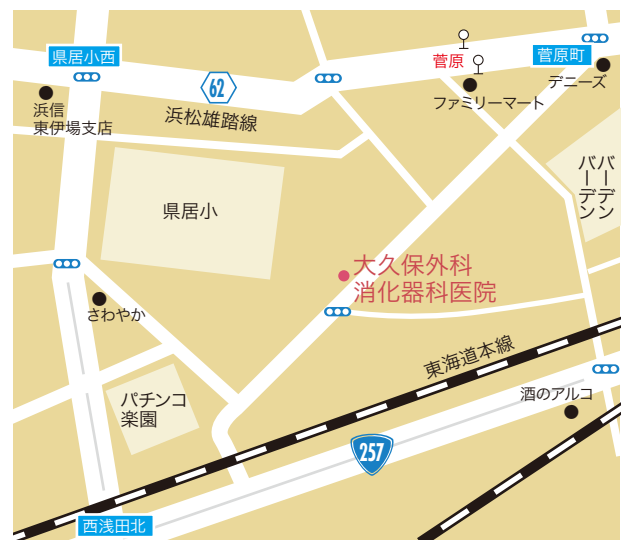 県居小西
菅原
菅原町
デニーズ
62
ファミリーマート
浜信
東伊場支店
浜松雄踏線
バーデン
バーデン
県居小
大久保外科
消化器科医院
さわやか
東海道本線
パチンコ
楽園
酒のアルコ
257
西浅田北